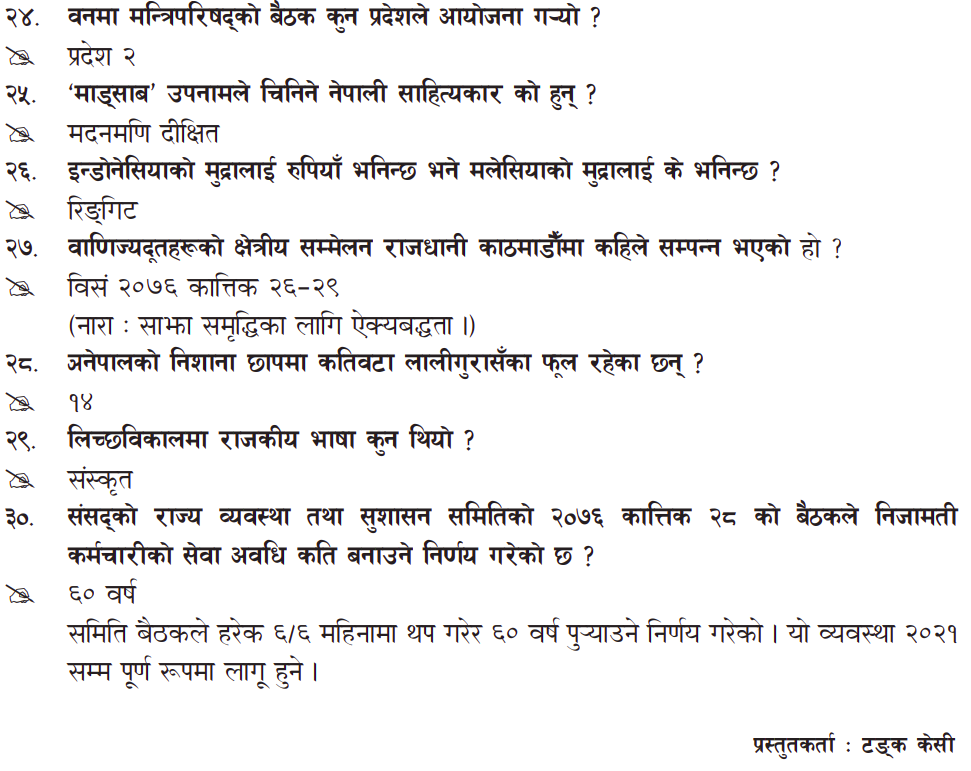 २४. वनमा मन्त्रिपरिषद्को बैठक कुन प्रदेशले आयोजना गऱ्यो ?
प्रदेश २
२५. ‘माड्साब’ उपनामले चिनिने नेपाली साहित्यकार को हुन् ?
मदनमणि दीक्षित
२६. इन्डोनेसियाको मुद्रालाई रुपियाँ भनिन्छ भने मलेसियाको मुद्रालाई के भनिन्छ ?
रिङ्गिट
२७. वाणिज्यदूतहरूको क्षेत्रीय सम्मेलन राजधानी काठमाडौँमा कहिले सम्पन्न भएको हो ?
विसं २०७६ कात्तिक २६-२९
(नारा : साझा समृद्धिका लागि ऐक्यबद्धता ।)
२८. अनेपालको निशाना छापमा कतिवटा लालीगुरासँका फूल रहेका छन् ?
१४
२९. लिच्छविकालमा राजकीय भाषा कुन थियो ?
संस्कृत
३०. संसद्को राज्य व्यवस्था तथा सुशासन समितिको २०७६ कात्तिक २८ को बैठकले निजामती
कर्मचारीको सेवा अवधि कति बनाउने निर्णय गरेको छ ?
६० वर्ष
समिति बैठकले हरेक ६/६ महिनामा थप गरेर ६० वर्ष पुऱ्याउने निर्णय गरेको । यो व्यवस्था २०२१
सम्म पूर्ण रूपमा लागू हुने ।
प्रस्तुतकर्ता : टङ्क केसी